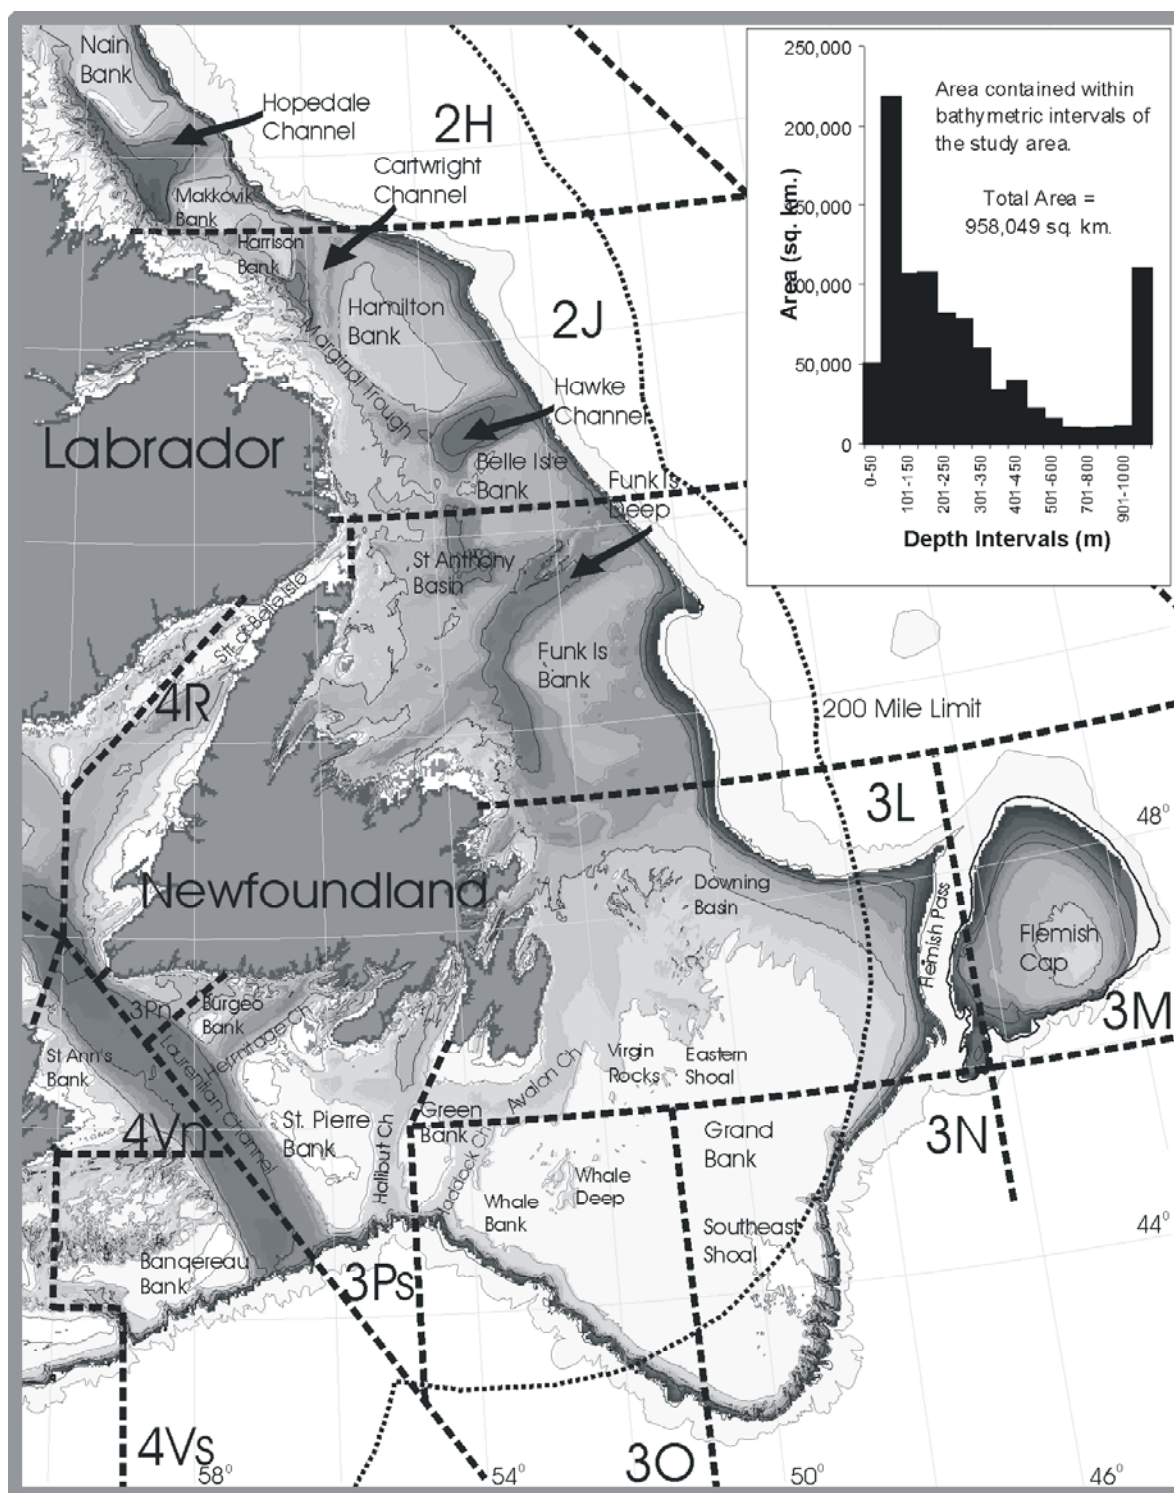 Nain
Bank
Hopedale
Channel
2H
Cartwright
Channel
Makkovik
Bank
Harrison
Bank
Hamilton
Bank
2J
Marginal Trough
Hawke
Channel
Labrador
Belle Isle
Bank
Funk Is
Deep
St Anthony
Basin
Str. of Belle Isle
Funk Is
Bank
4R
200 Mile Limit
3L
48°
Newfoundland
Downing
Basin
Flemish Pass
Flemish
Cap
3M
3Pn
Burgeo
Bank
Hermitage Ch
Laurentian Channel
St Ann's
Bank
4Vn
St. Pierre
Bank
Halibut Ch
Green
Bank
Haddock Ch
Avalon Ch
Virgin
Rocks
Eastern
Shoal
3N
Grand
Bank
Whale
Deep
Whale
Bank
Southeast
Shoal
44°
Banquereau
Bank
3Ps
4Vs
3O
58°
54°
50°
46°
250,000
200,000
150,000
100,000
50,000
0
Area (sq. km.)
Area contained within
bathymetric intervals of
the study area.
Total Area =
958,049 sq. km.
0-50
101-150
201-250
301-350
401-450
501-600
701-800
901-1000
Depth Intervals (m)